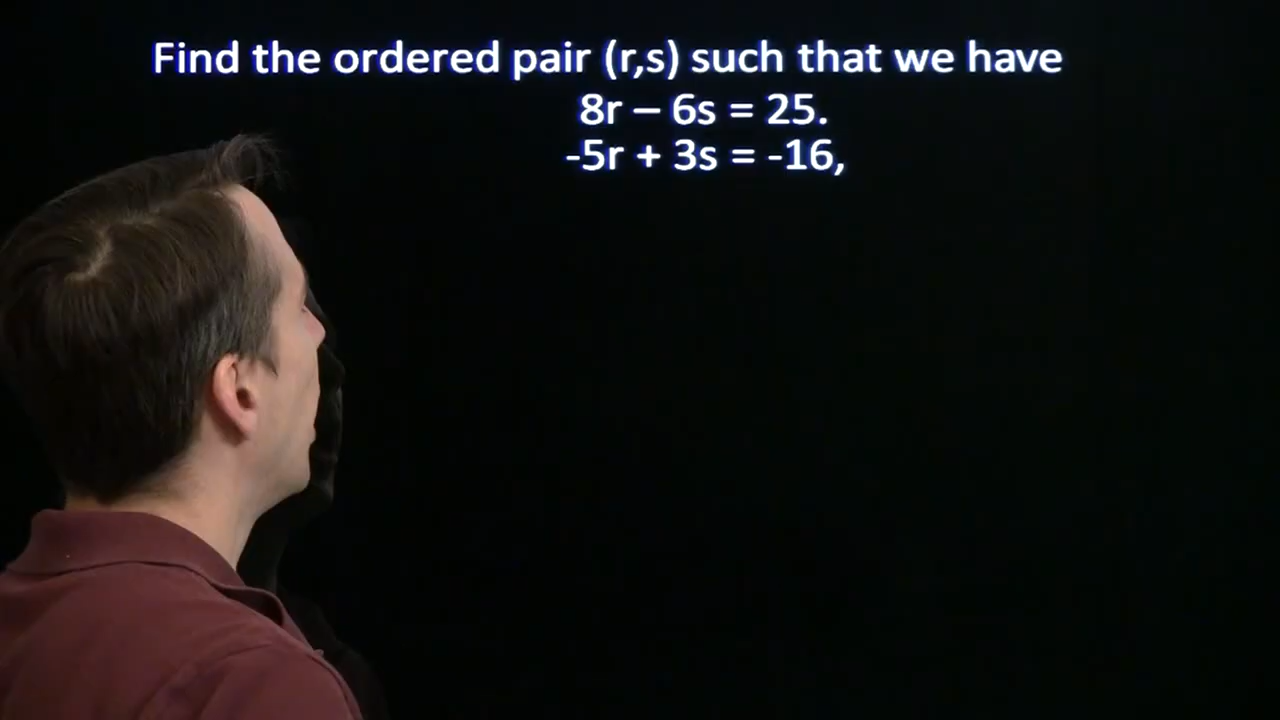 Find the ordered pair (r,s) such that we have
8r – 6s = 25.
-5r + 3s = -16,